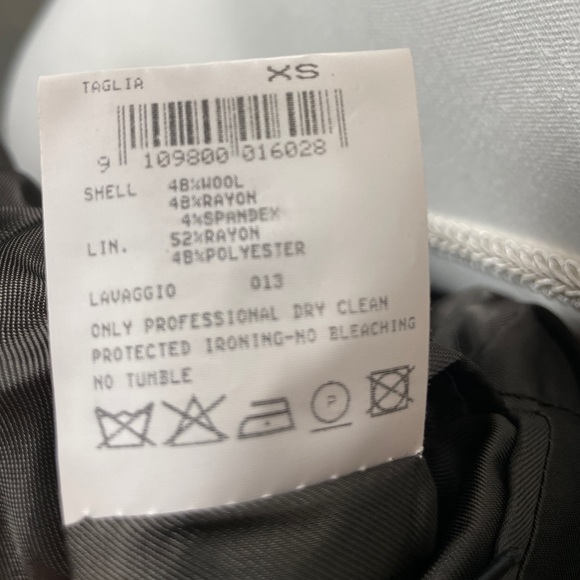 TAGLIA XS
9 109800 016028
SHELL 48%WOOL
48%RAYON
4%SPANDEX
LIN. 52%RAYON
48%POLYESTER
LAVAGGIO 013
ONLY PROFESSIONAL DRY CLEAN
PROTECTED IRONING-NO BLEACHING
NO TUMBLE
P